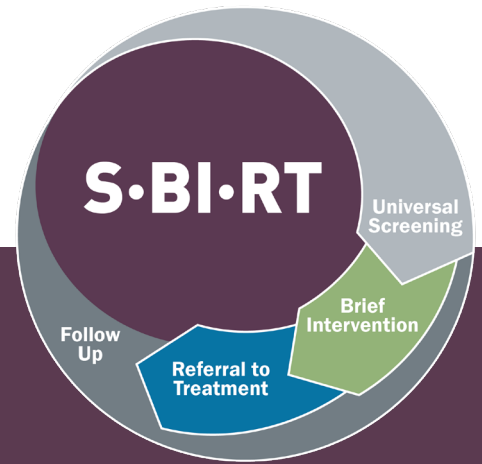 S•BI•RT
Universal
Screening
Brief
Intervention
Referral to
Treatment
Follow
Up